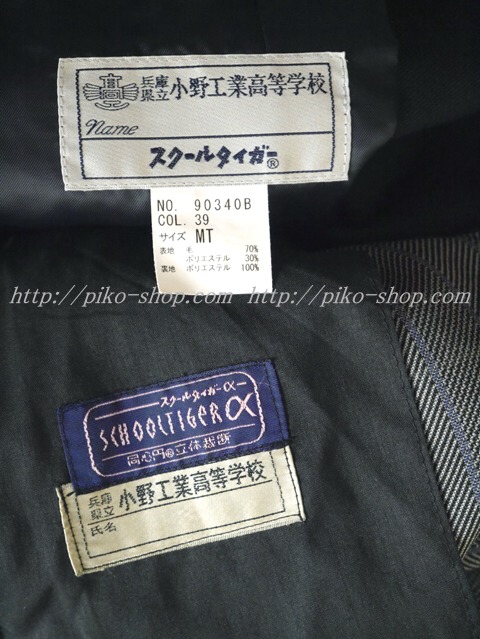 兵庫県立 小野工業高等学校
Name
スクールタイガー®
NO. 90340B
COL. 39
サイズ MT
表地 毛 70%
ポリエステル 30%
裏地 ポリエステル 100%
http://piko-shop.com http://piko-shop.com
スクールタイガーα
SCHOOLTIGER α
同心円の立体裁断
兵庫県立 小野工業高等学校
氏名